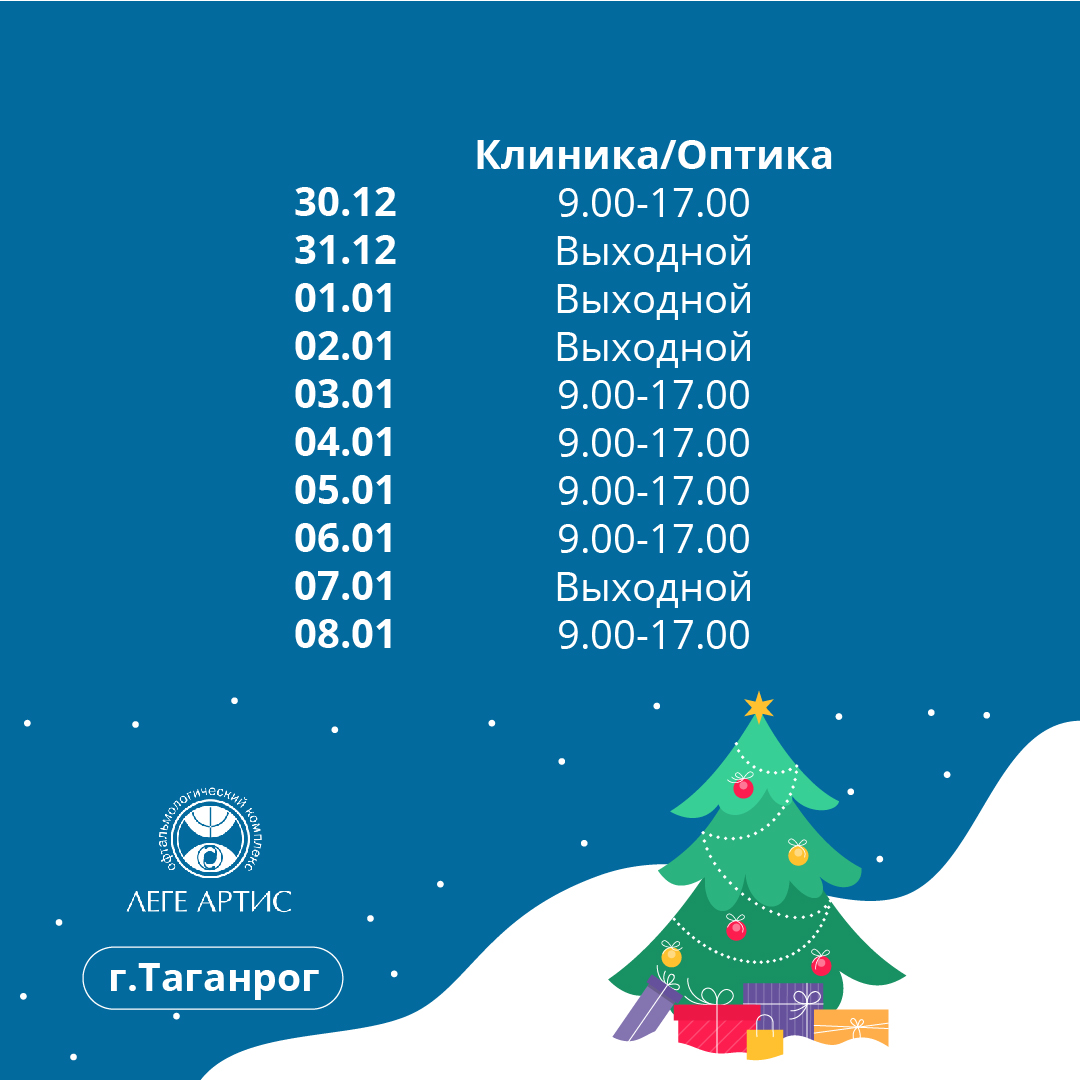 Клиника/Оптика
30.12 9.00-17.00
31.12 Выходной
01.01 Выходной
02.01 Выходной
03.01 9.00-17.00
04.01 9.00-17.00
05.01 9.00-17.00
06.01 9.00-17.00
07.01 Выходной
08.01 9.00-17.00
офтальмологический комплекс
ЛЕГЕ АРТИС
г.Таганрог